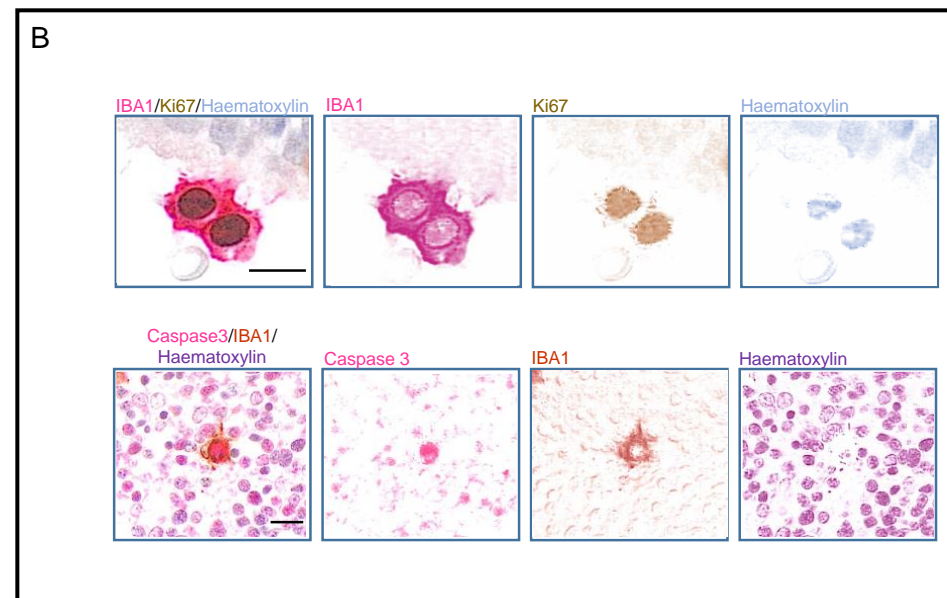 B
IBA1/Ki67/Haematoxylin
IBA1
Ki67
Haematoxylin
Caspase3/IBA1/
Haematoxylin
Caspase 3
IBA1
Haematoxylin